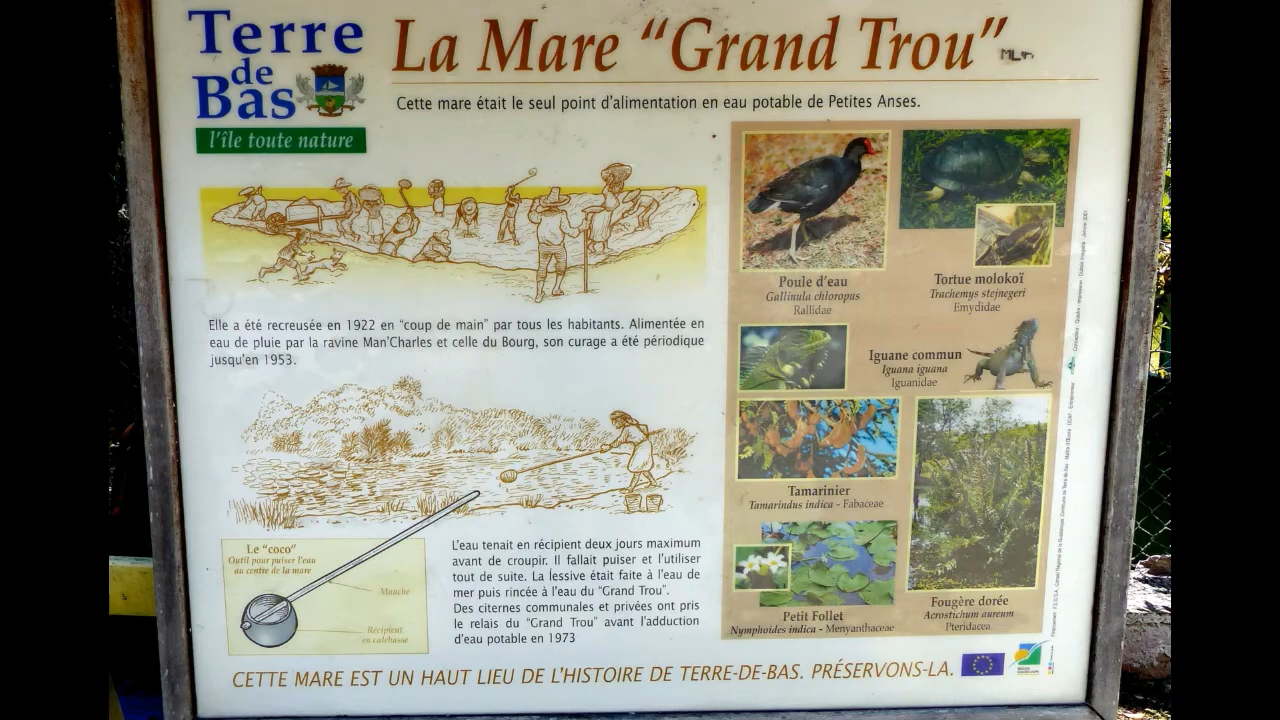 Terre
de
Bas
l'île toute nature
La Mare "Grand Trou"
Cette mare était le seul point d'alimentation en eau potable de Petites Anses.
Elle a été recreusée en 1922 en "coup de main" par tous les habitants. Alimentée en
eau de pluie par la ravine Man'Charles et celle du Bourg, son curage a été périodique
jusqu'en 1953.
Le "coco"
Outil pour puiser l'eau
au centre de la mare
Manche
Récipient
en calebasse
L'eau tenait en récipient deux jours maximum
avant de croupir. Il fallait puiser et l'utiliser
tout de suite. La lessive était faite à l'eau de
mer puis rincée à l'eau du "Grand Trou".
Des citernes communales et privées ont pris
le relais du "Grand Trou" avant l'adduction
d'eau potable en 1973
Poule d'eau
Gallinula chloropus
Rallidae
Tortue molokoï
Trachemys stejnegeri
Emydidae
Iguane commun
Iguana iguana
Iguanidae
Tamarinier
Tamarindus indica - Fabaceae
Petit Follet
Nymphoides indica - Menyanthaceae
Fougère dorée
Acrostichum aureum
Pteridacea
CETTE MARE EST UN HAUT LIEU DE L'HISTOIRE DE TERRE-DE-BAS. PRÉSERVONS-LA.